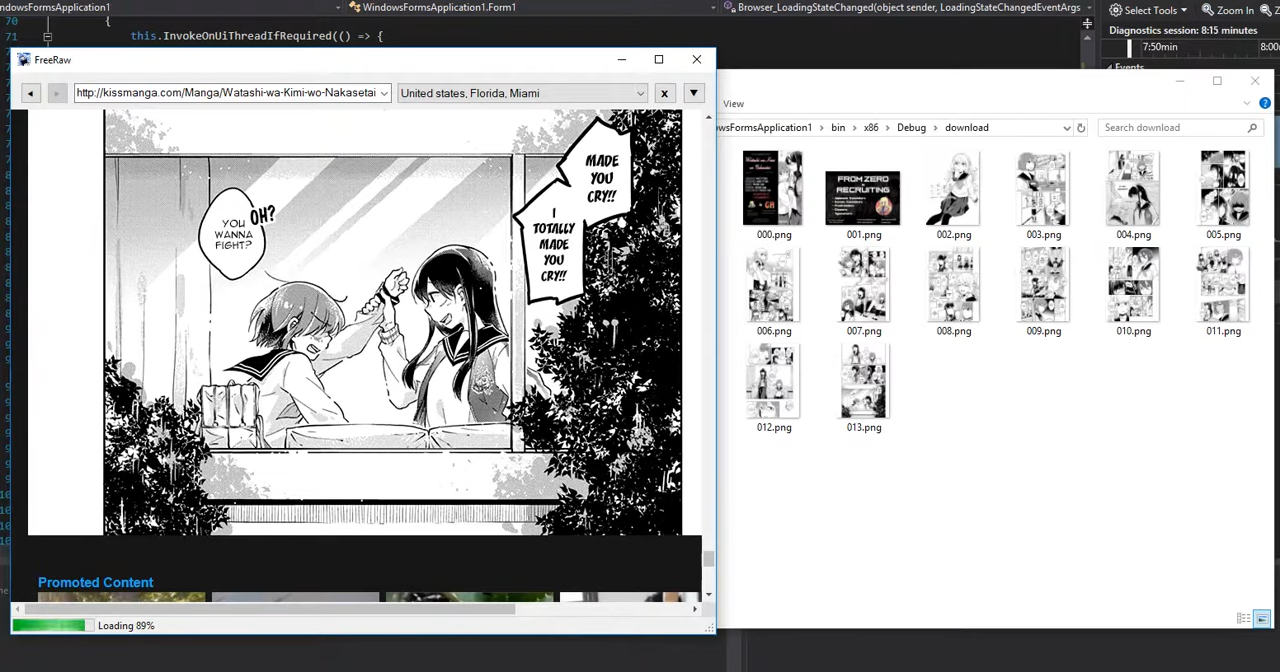 ndowsFormsApplication1
WindowsFormsApplication1.Form1
Browser_LoadingStateChanged(object sender, LoadingStateChangedEventArgs
70
{
71
this.InvokeOnUiThreadIfRequired(() => {
Select Tools
Zoom In
Diagnostics session: 8:15 minutes
7:50min
8:00
Events
FreeRaw
http://kissmanga.com/Manga/Watashi-wa-Kimi-wo-Nakasetai
United states, Florida, Miami
x
MADE
YOU
CRY!!
I
TOTALLY
MADE
YOU
CRY!!
OH?
YOU
WANNA
FIGHT?
Promoted Content
Loading 89%
View
owsFormsApplication1
bin
x86
Debug
download
Search download
FROM ZERO
RECRUITING
000.png
001.png
002.png
003.png
004.png
005.png
006.png
007.png
008.png
009.png
010.png
011.png
012.png
013.png